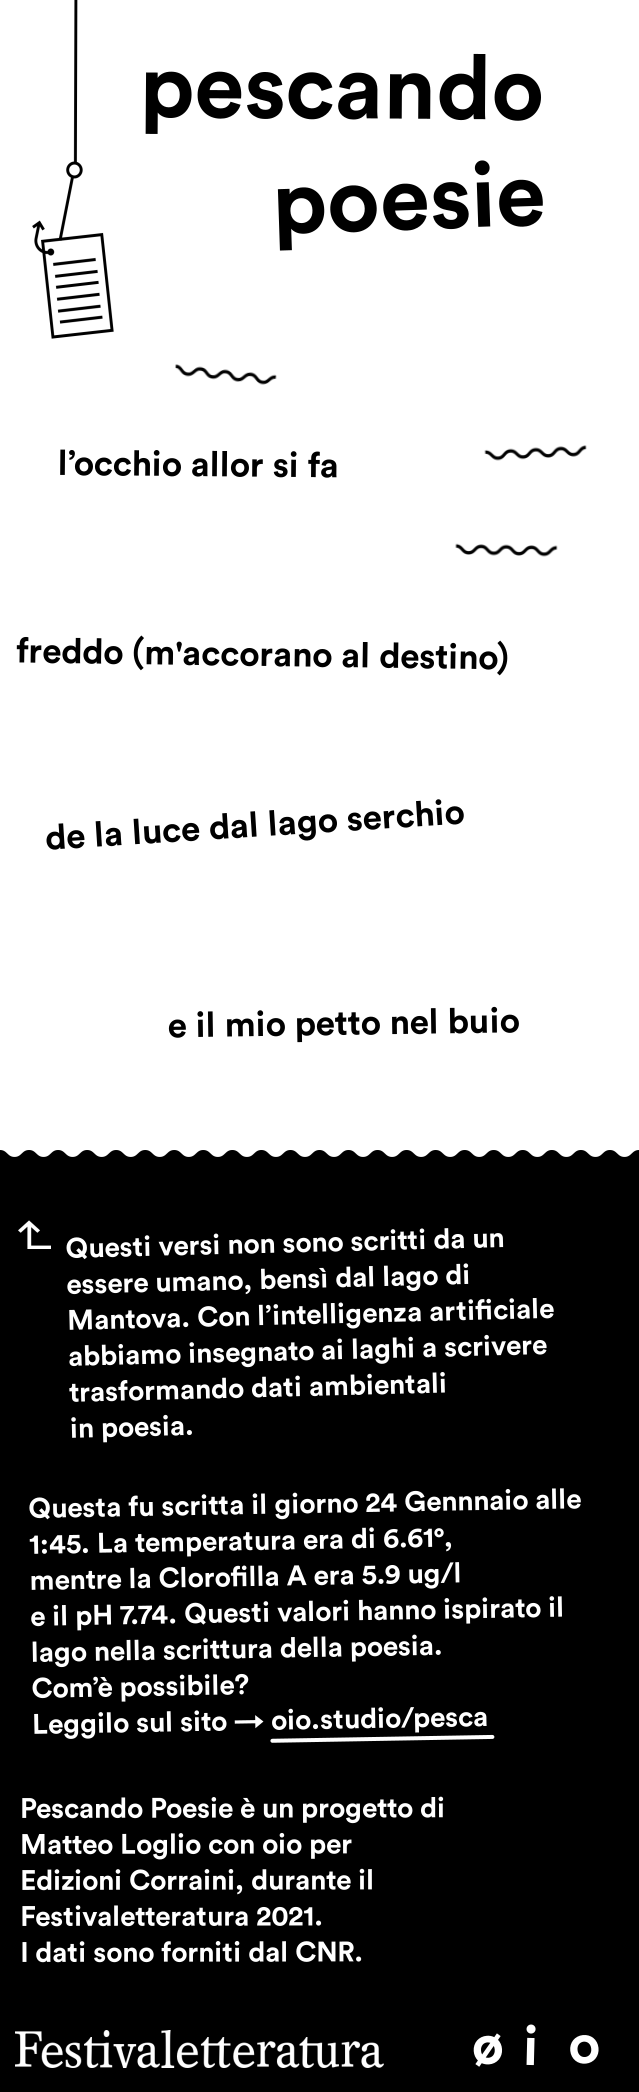 pescando
poesie
l’occhio allor si fa
freddo (m'accorano al destino)
de la luce dal lago serchio
e il mio petto nel buio
Questi versi non sono scritti da un
essere umano, bensì dal lago di
Mantova. Con l’intelligenza artificiale
abbiamo insegnato ai laghi a scrivere
trasformando dati ambientali
in poesia.
Questa fu scritta il giorno 24 Gennnaio alle
1:45. La temperatura era di 6.61°,
mentre la Clorofilla A era 5.9 ug/l
e il pH 7.74. Questi valori hanno ispirato il
lago nella scrittura della poesia.
Com’è possibile?
Leggilo sul sito → oio.studio/pesca
Pescando Poesie è un progetto di
Matteo Loglio con oio per
Edizioni Corraini, durante il
Festivaletteratura 2021.
I dati sono forniti dal CNR.
Festivaletteratura ø i o